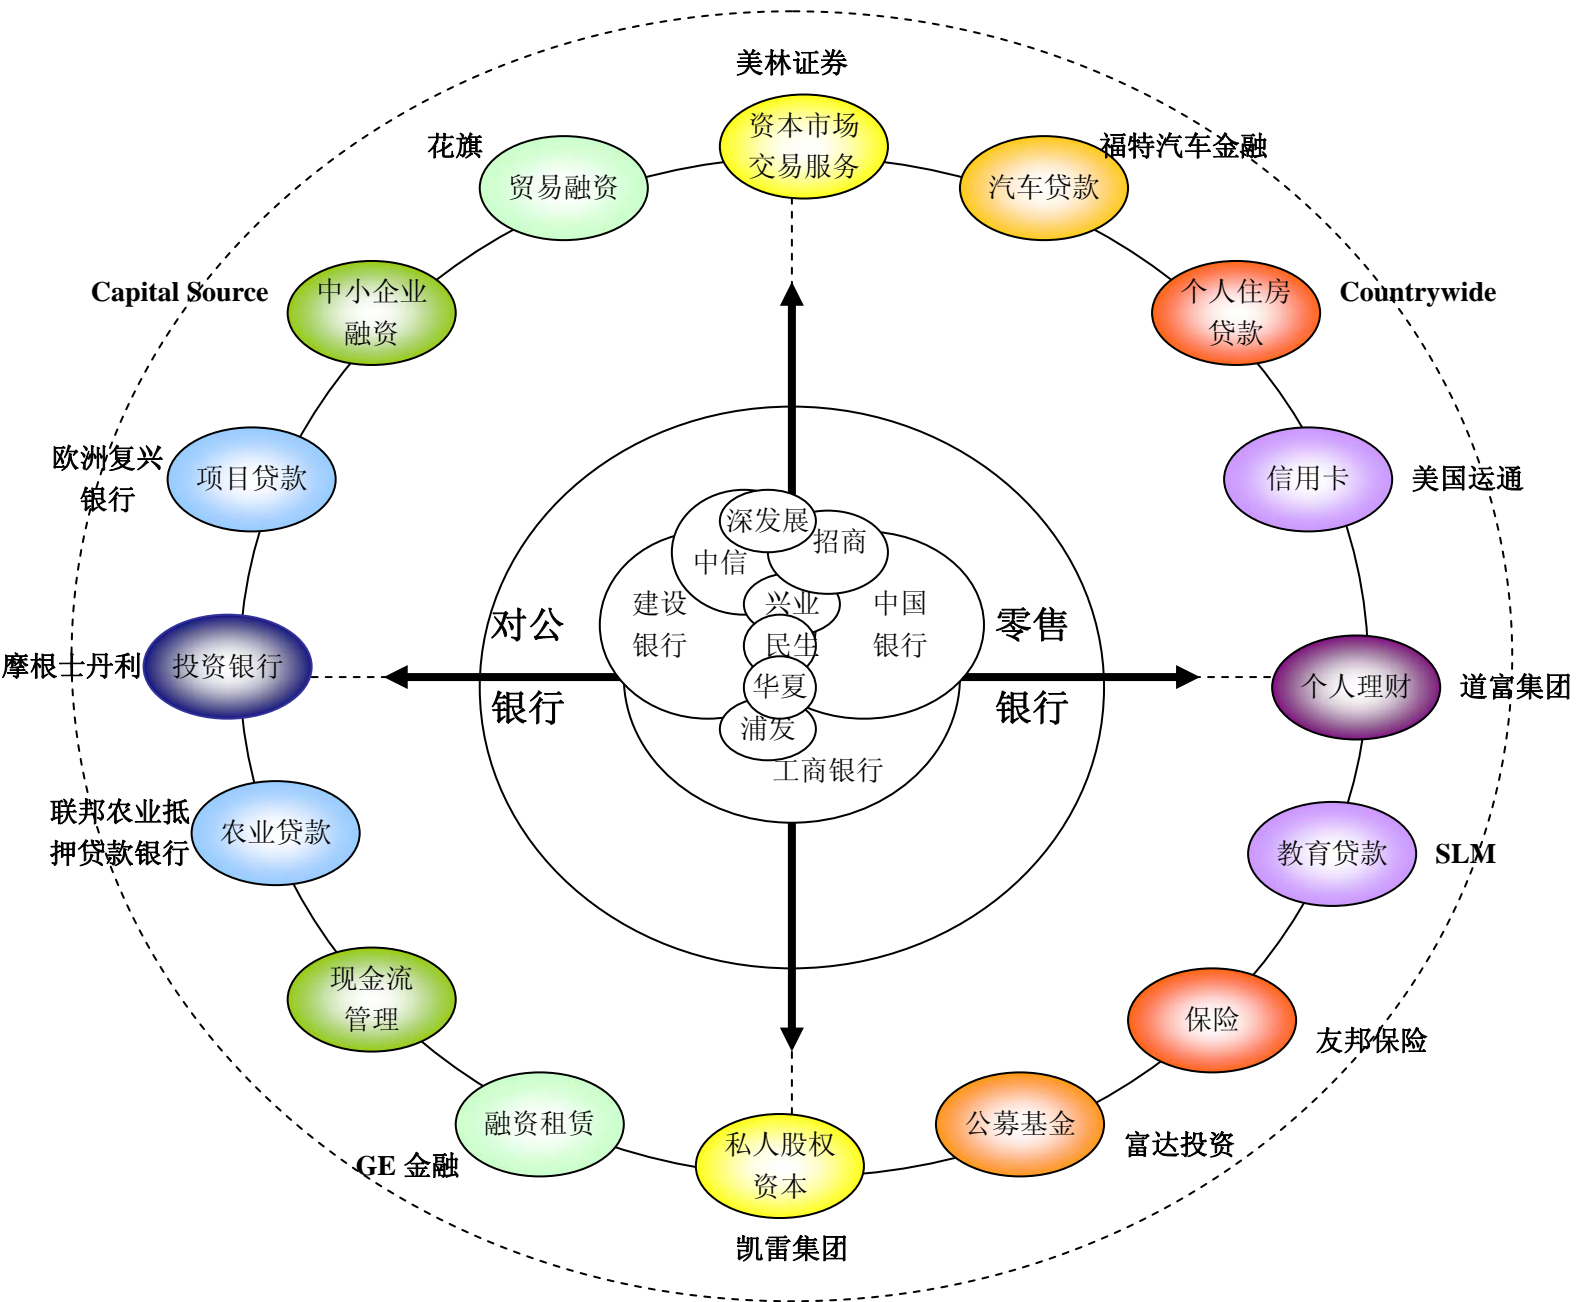 美林证券
资本市场
交易服务
花旗
贸易融资
福特汽车金融
汽车贷款
Capital Source
中小企业
融资
个人住房
贷款
Countrywide
欧洲复兴
银行
项目贷款
信用卡
美国运通
深发展
招商
中信
建设
银行
兴业
中国
银行
民生
华夏
浦发
工商银行
对公
银行
零售
银行
摩根士丹利
投资银行
个人理财
道富集团
联邦农业抵
押贷款银行
农业贷款
教育贷款
SLM
现金流
管理
保险
友邦保险
融资租赁
GE 金融
私人股权
资本
公募基金
富达投资
凯雷集团